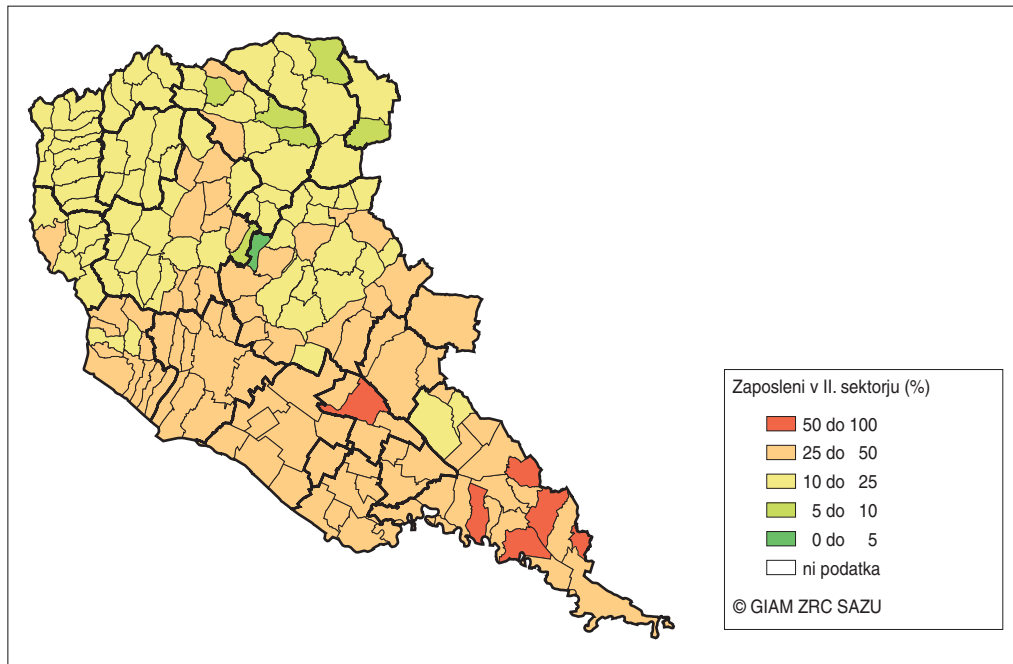 Zaposleni v II. sektorju (%)
50 do 100
25 do 50
10 do 25
5 do 10
0 do 5
ni podatka
© GIAM ZRC SAZU